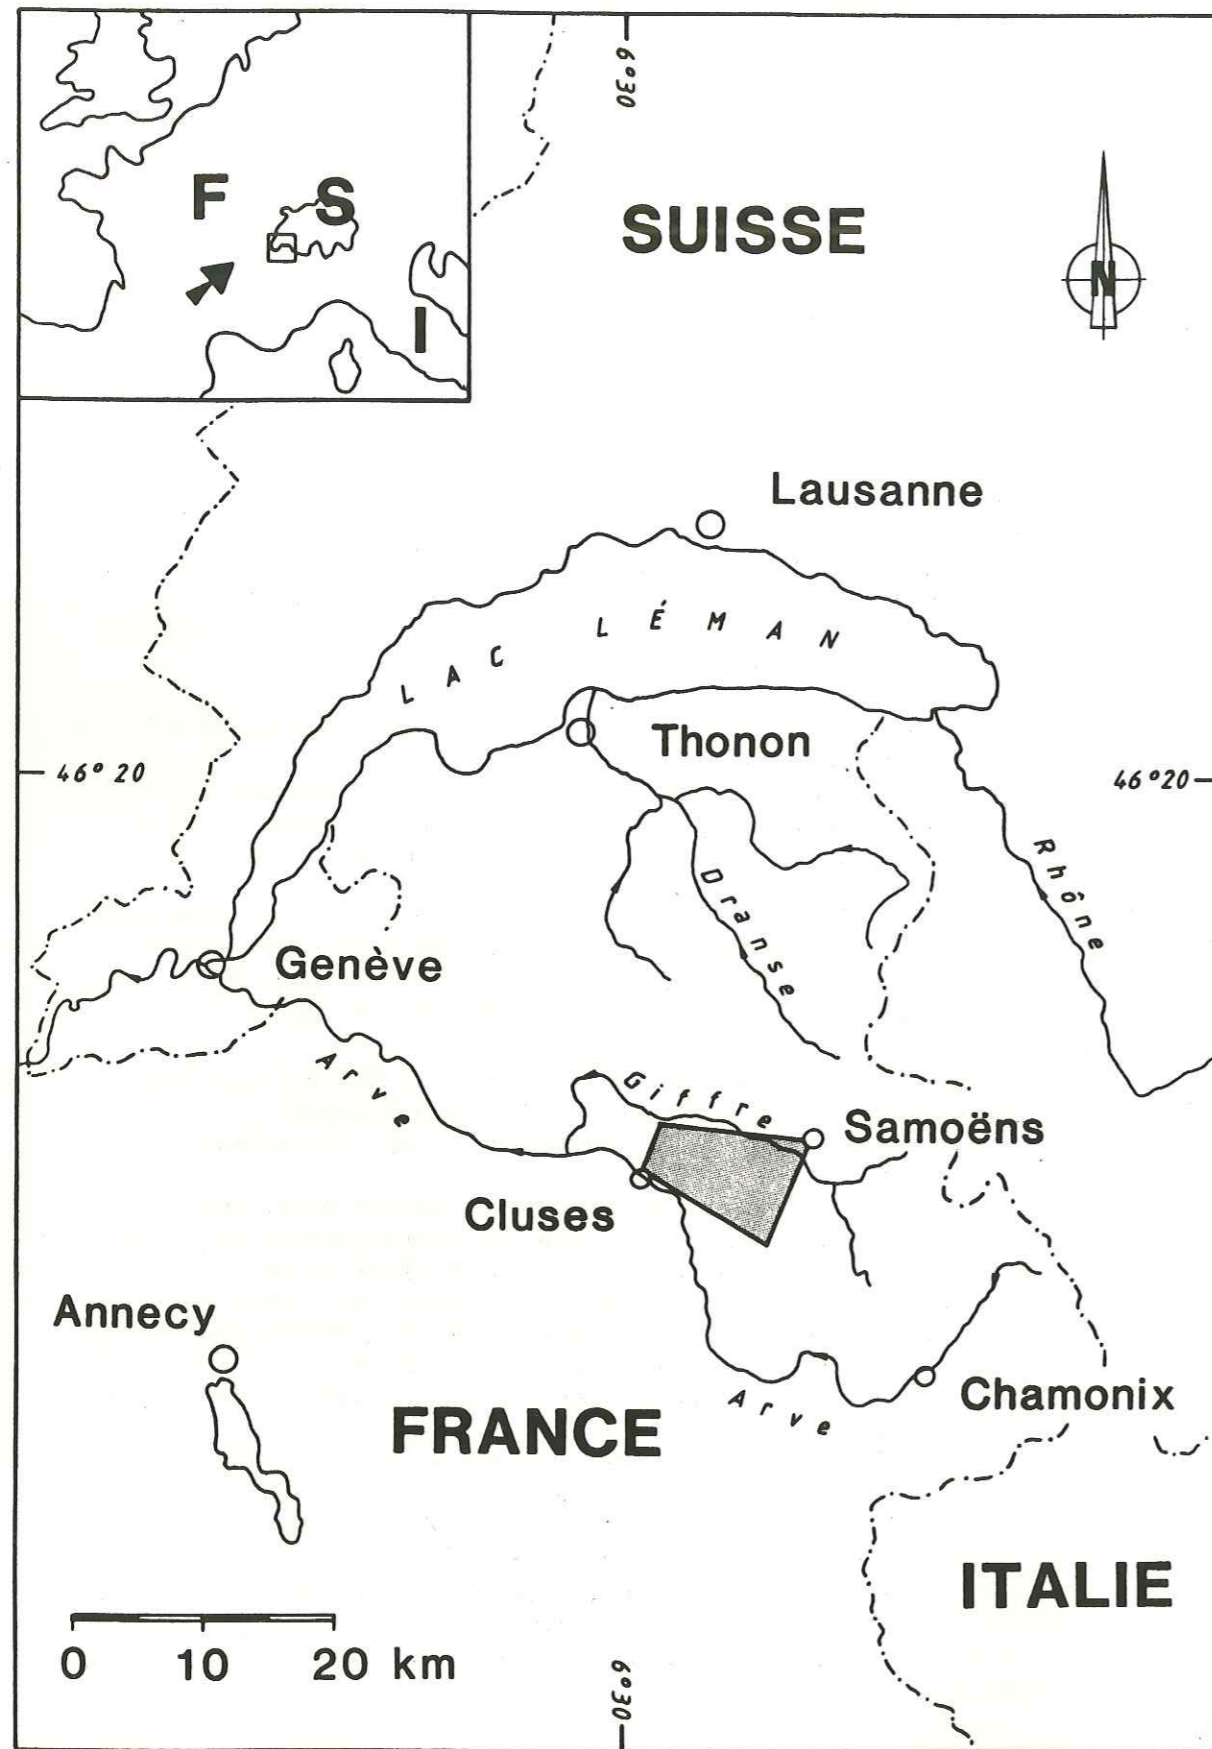 6°30
F
S
SUISSE
N
I
Lausanne
LAC LÉMAN
Thonon
46°20
46°20
Rhône
Dranse
Genève
Arve
Giffre
Samoëns
Cluses
Annecy
Chamonix
Arve
FRANCE
ITALIE
0 10 20 km
6°30